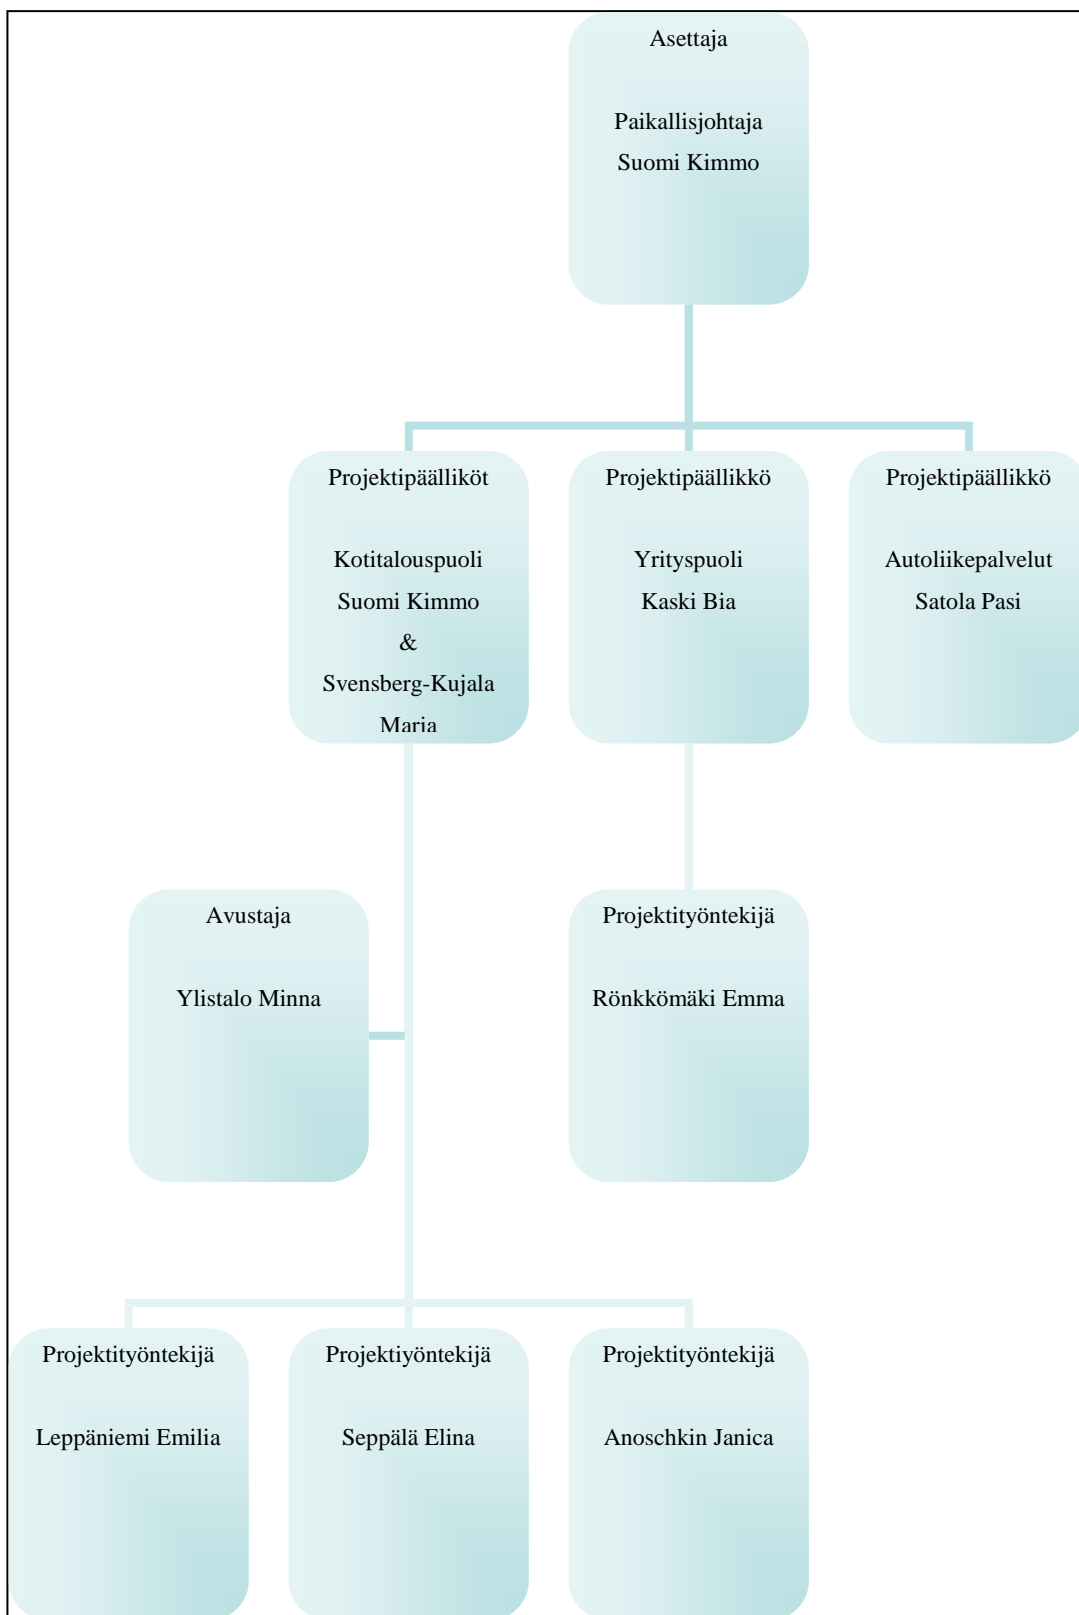 Asettaja
Paikallisjohtaja
Suomi Kimmo
Projektipäälliköt
Kotitalouspuoli
Suomi Kimmo
&
Svensberg-Kujala
Maria
Projektipäällikkö
Yrityspuoli
Kaski Bia
Projektipäällikkö
Autoliikepalvelut
Satola Pasi
Avustaja
Ylistalo Minna
Projektityöntekijä
Rönkkömäki Emma
Projektityöntekijä
Leppäniemi Emilia
Projektiyöntekijä
Seppälä Elina
Projektityöntekijä
Anoschkin Janica